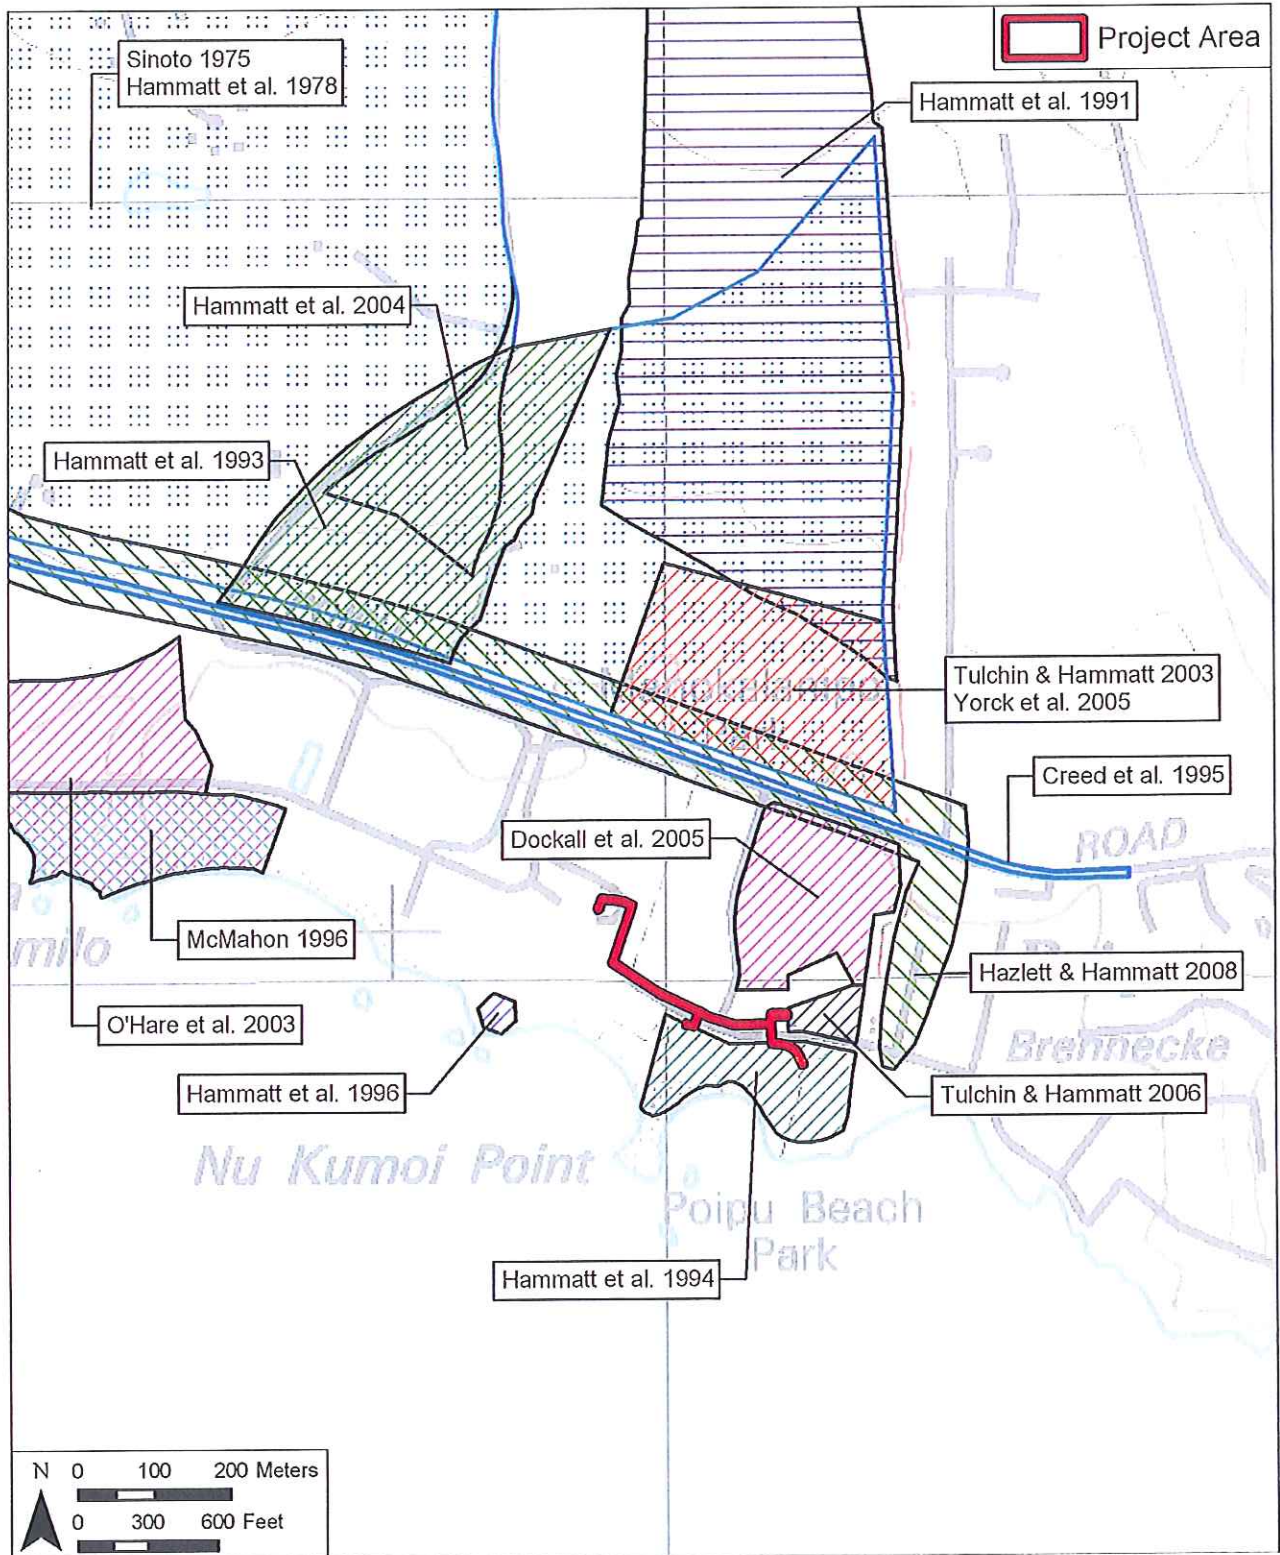 Project Area
Sinoto 1975
Hammatt et al. 1978
Hammatt et al. 1991
Hammatt et al. 2004
Hammatt et al. 1993
Tulchin & Hammatt 2003
Yorck et al. 2005
Creed et al. 1995
ROAD
Dockall et al. 2005
McMahon 1996
milo
Hazlett & Hammatt 2008
O'Hare et al. 2003
Brennecke
Hammatt et al. 1996
Tulchin & Hammatt 2006
Nu Kumoi Point
Poipu Beach
Park
Hammatt et al. 1994
N 0 100 200 Meters
0 300 600 Feet